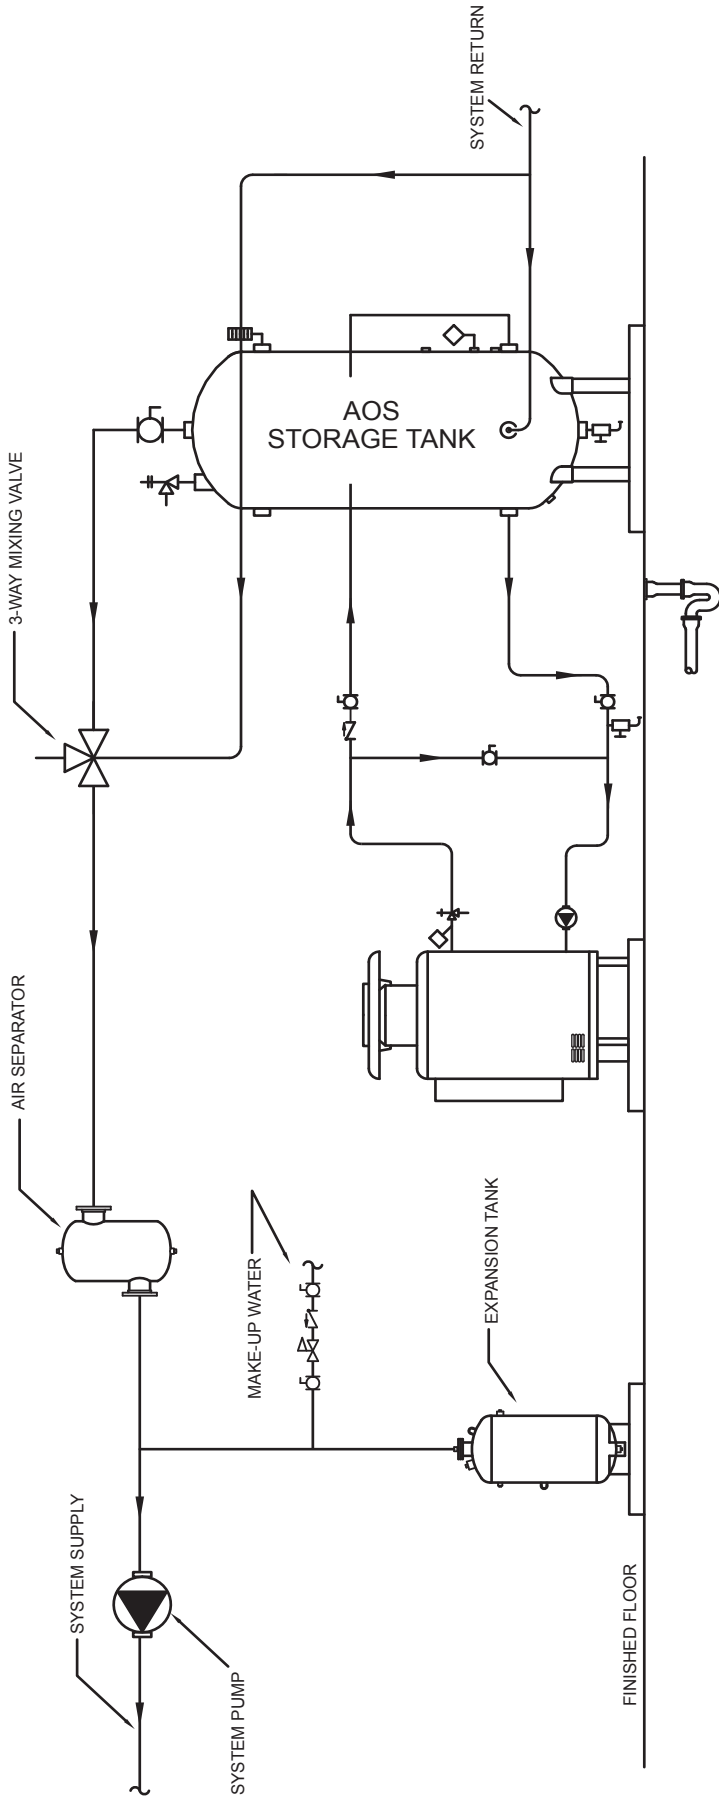 SYSTEM SUPPLY
SYSTEM PUMP
AIR SEPARATOR
3-WAY MIXING VALVE
MAKE-UP WATER
EXPANSION TANK
AOS
STORAGE TANK
SYSTEM RETURN
FINISHED FLOOR